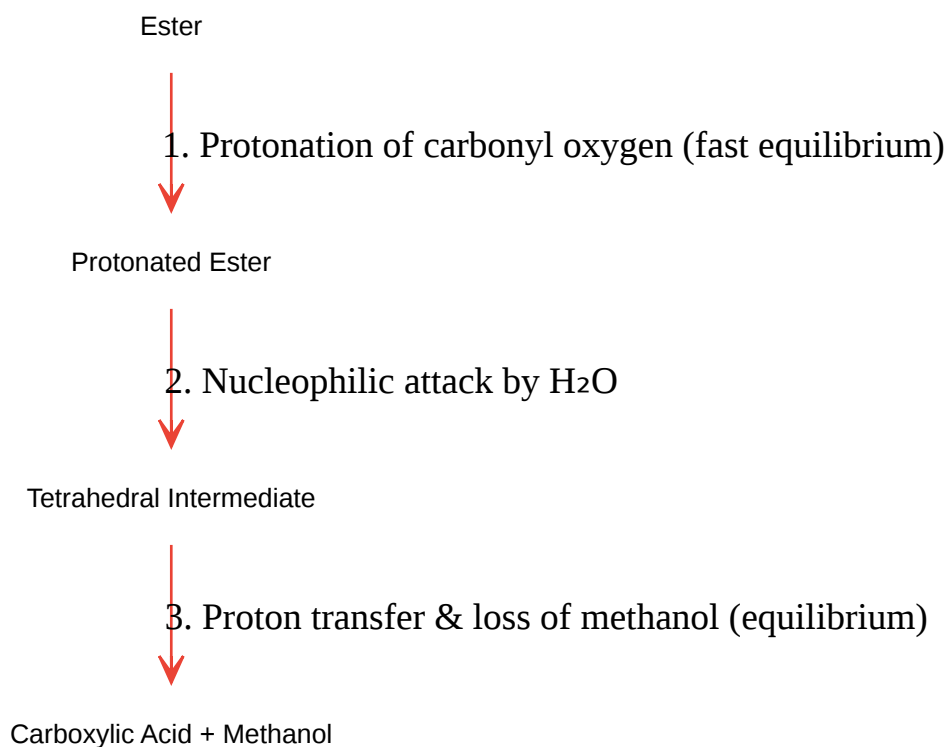 Ester
1. Protonation of carbonyl oxygen (fast equilibrium)
Protonated Ester
2. Nucleophilic attack by H₂O
Tetrahedral Intermediate
3. Proton transfer & loss of methanol (equilibrium)
Carboxylic Acid + Methanol